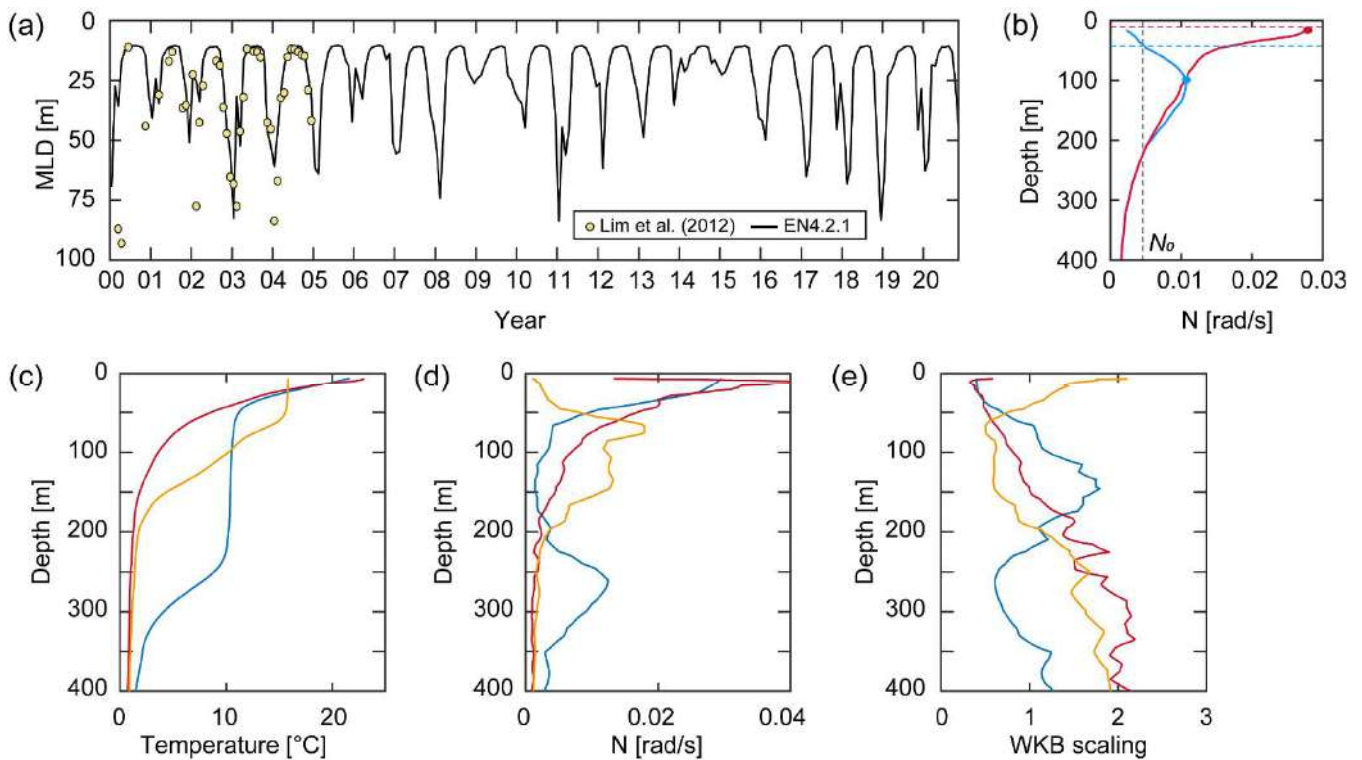 (a)
0
25
50
75
100
MLD [m]
Lim et al. (2012)
EN4.2.1
00 01 02 03 04 05 06 07 08 09 10 11 12 13 14 15 16 17 18 19 20
Year
(b)
0
100
200
300
400
Depth [m]
N₀
0 0.01 0.02 0.03
N [rad/s]
(c)
0
100
200
300
400
Depth [m]
0 10 20
Temperature [°C]
(d)
0
100
200
300
400
Depth [m]
0 0.02 0.04
N [rad/s]
(e)
0
100
200
300
400
Depth [m]
0 1 2 3
WKB scaling